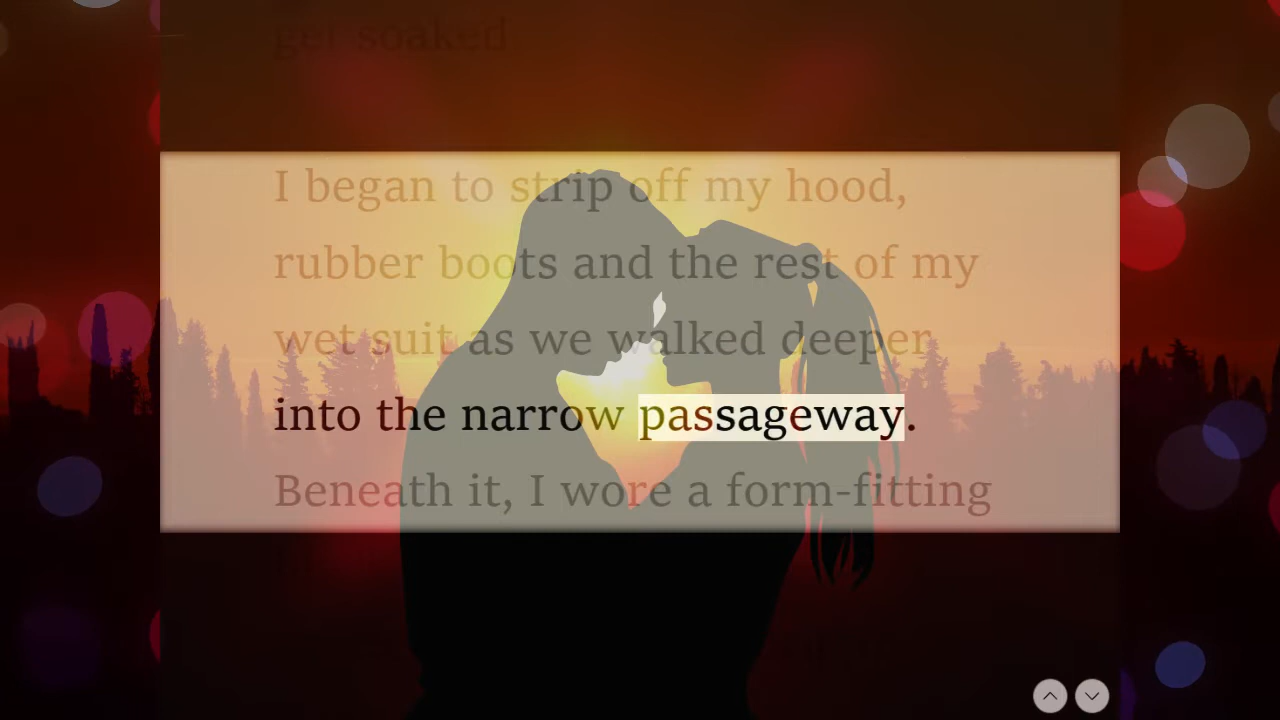 get soaked
I began to strip off my hood,
rubber boots and the rest of my
wet suit as we walked deeper
into the narrow passageway.
Beneath it, I wore a form-fitting